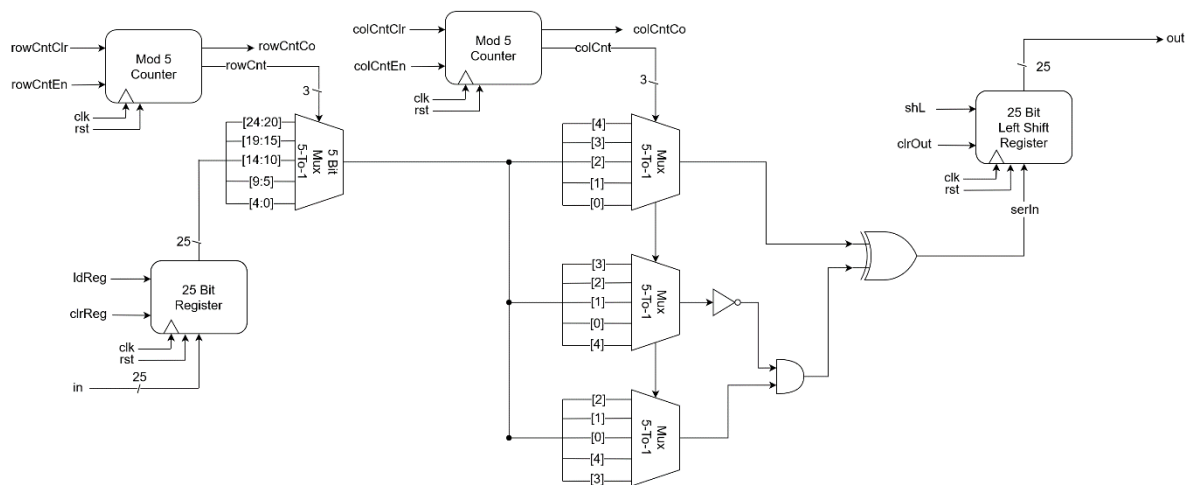 rowCntClr
rowCntEn
Mod 5
Counter
clk
rst
rowCntCo
rowCnt
3
[24:20]
[19:15]
[14:10]
[9:5]
[4:0]
5 Bit
Mux
5-To-1
25
ldReg
clrReg
25 Bit
Register
clk
rst
in
25
colCntClr
colCntEn
Mod 5
Counter
clk
rst
colCntCo
colCnt
3
[4]
[3]
[2]
[1]
[0]
Mux
5-To-1
[3]
[2]
[1]
[0]
[4]
Mux
5-To-1
[2]
[1]
[0]
[4]
[3]
Mux
5-To-1
out
25
shL
clrOut
25 Bit
Left Shift
Register
clk
rst
serIn